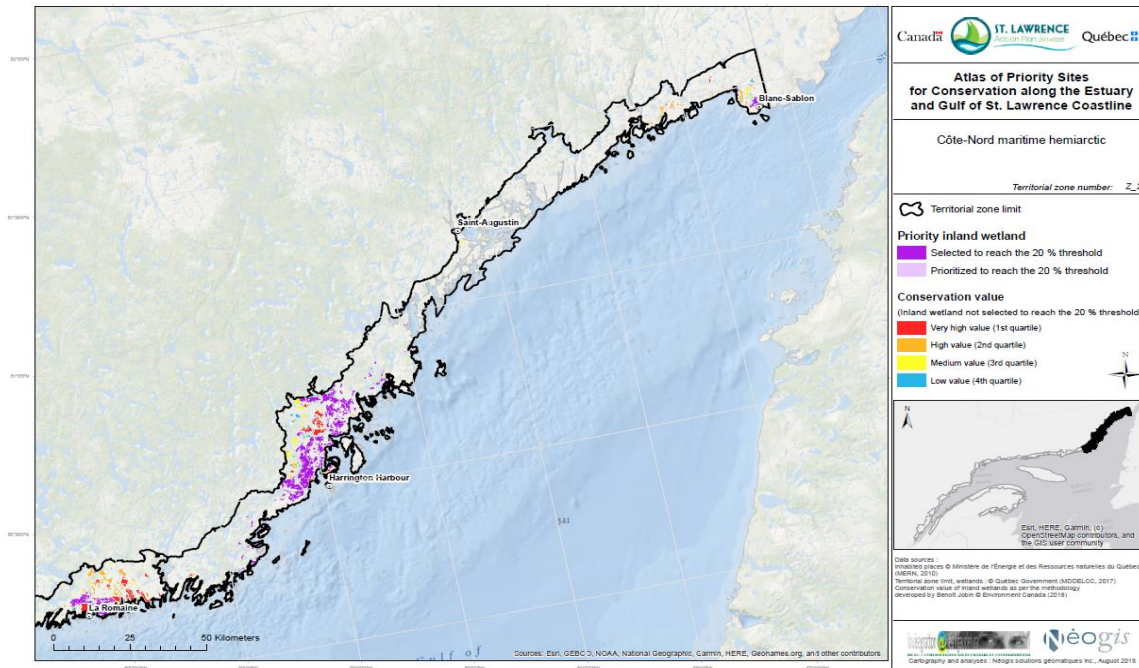 Blanc-Sablon
Saint-Augustin
Harrington Harbour
541
La Romaine
0 25 50 Kilometers
Gulf of
Sources: Esri, GEBCO, NOAA, National Geographic, Garmin, HERE, Geonames.org, and other contributors
Canada
ST. LAWRENCE
Action Plan
Québec
Atlas of Priority Sites
for Conservation along the Estuary
and Gulf of St. Lawrence Coastline
Côte-Nord maritime hemiarctic
Territorial zone number:
Territorial zone limit
Priority inland wetland
Selected to reach the 20 % threshold
Prioritized to reach the 20 % threshold
Conservation value
(Inland wetland not selected to reach the 20 % threshold
Very high value (1st quartile)
High value (2nd quartile)
Medium value (3rd quartile)
Low value (4th quartile)
N
N
Esri, HERE, Garmin, (c)
OpenStreetMap contributors, and
the GIS user community
Data sources :
Inhabited places © Ministère de l'Énergie et des Ressources naturelles du Québec
(MERN, 2010)
Territorial zone limit, wetlands : © Québec Government (MDDELCC, 2017)
Conservation value of inland wetlands as per the methodology
developed by Benoît Jobin © Environment Canada (2018)
Néogis
Cartography and analyses : Néogis solutions géomatiques inc., August 2018